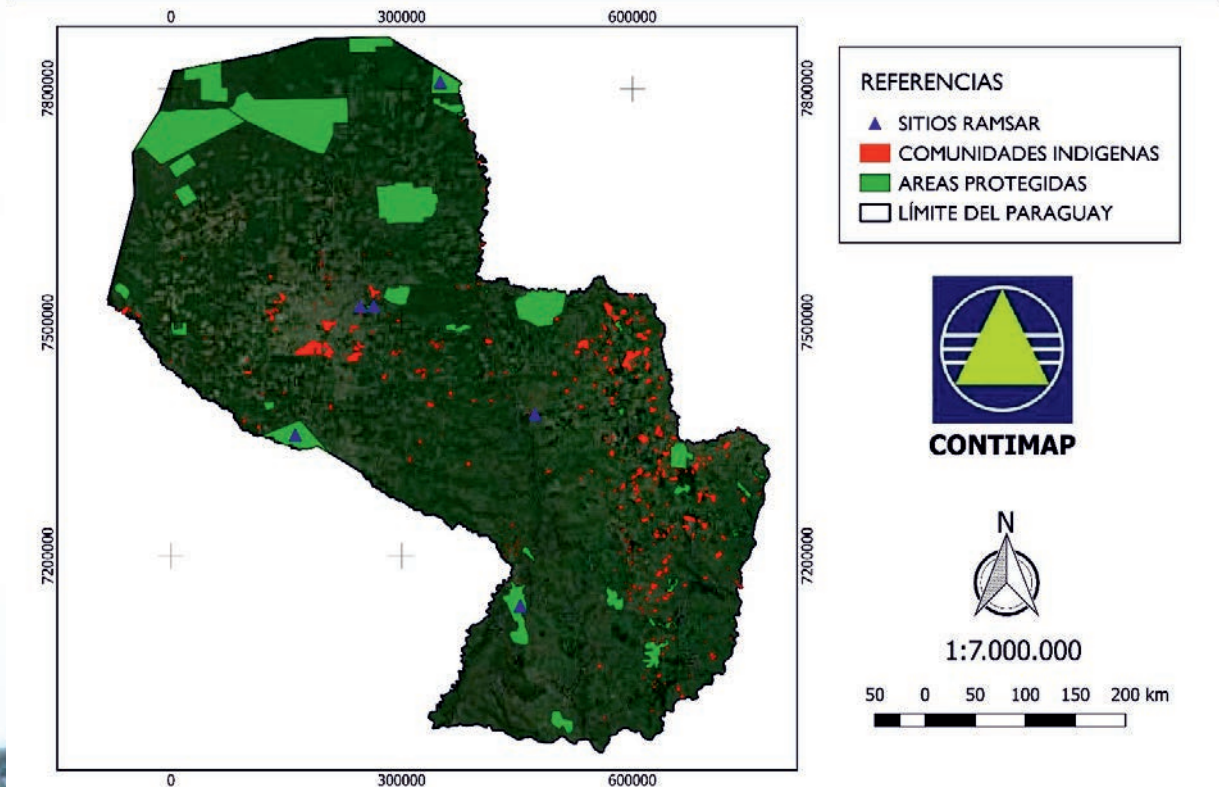 0 300000 600000
7800000 7800000
7500000 7500000
7200000 7200000
0 300000 600000
REFERENCIAS
SITIOS RAMSAR
COMUNIDADES INDIGENAS
AREAS PROTEGIDAS
LÍMITE DEL PARAGUAY
CONTIMAP
N
1:7.000.000
50 0 50 100 150 200 km